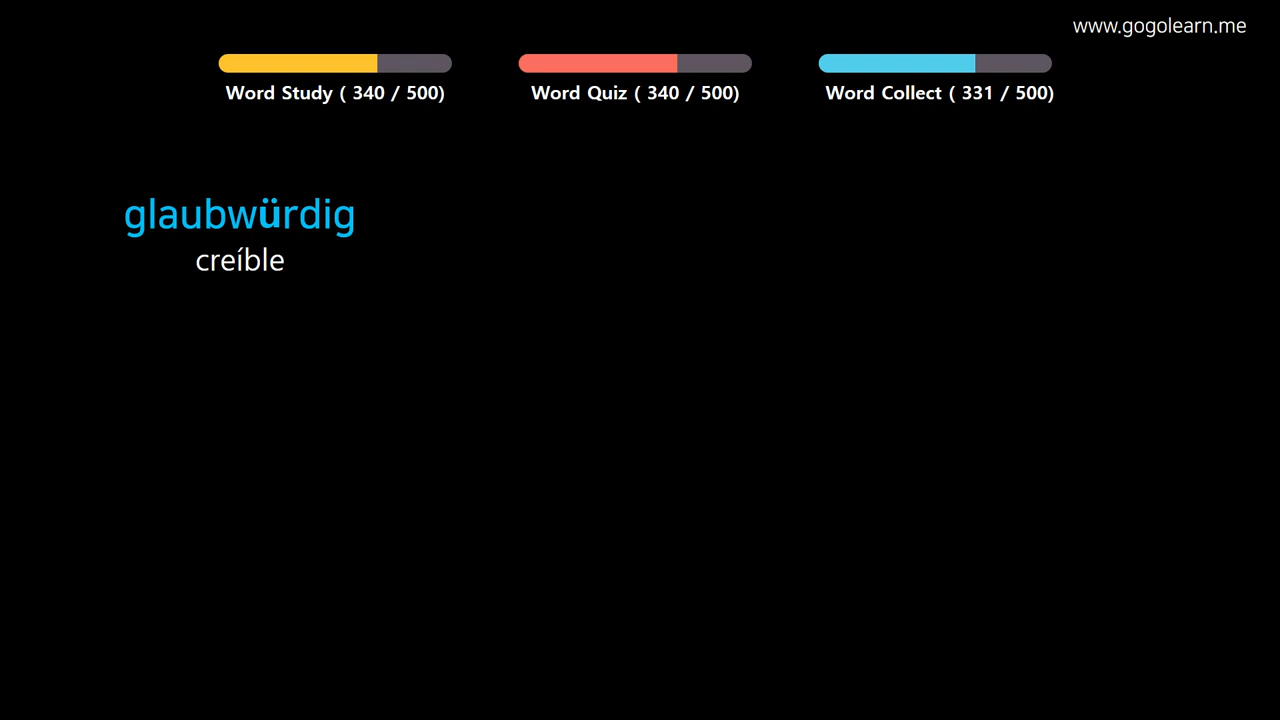 www.gogolearn.me
Word Study ( 340 / 500)
Word Quiz ( 340 / 500)
Word Collect ( 331 / 500)
glaubwürdig
creíble